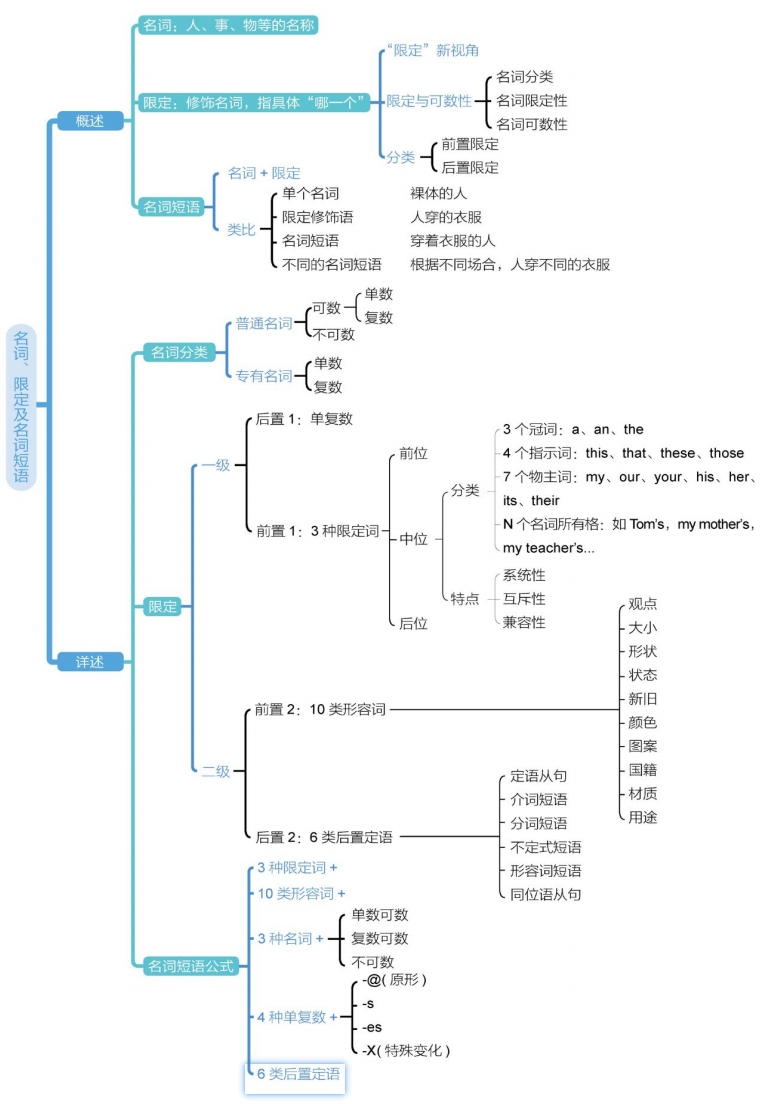 名词、限定及名词短语
概述
名词：人、事、物等的名称
限定：修饰名词，指具体“哪一个”
“限定”新视角
限定与可数性
名词分类
名词限定性
名词可数性
分类
前置限定
后置限定
名词短语
名词 + 限定
类比
单个名词 裸体的人
限定修饰语 人穿的衣服
名词短语 穿着衣服的人
不同的名词短语 根据不同场合，人穿不同的衣服
详述
名词分类
普通名词
可数
单数
复数
不可数
专有名词
单数
复数
限定
一级
后置 1：单复数
前置 1：3 种限定词
前位
中位
分类
3 个冠词：a、an、the
4 个指示词：this、that、these、those
7 个物主词：my、our、your、his、her、
its、their
N 个名词所有格：如 Tom’s，my mother’s，
my teacher’s...
特点
系统性
互斥性
兼容性
后位
二级
前置 2：10 类形容词
观点
大小
形状
状态
新旧
颜色
图案
国籍
材质
用途
后置 2：6 类后置定语
定语从句
介词短语
分词短语
不定式短语
形容词短语
同位语从句
名词短语公式
3 种限定词 +
10 类形容词 +
3 种名词 +
单数可数
复数可数
不可数
4 种单复数 +
-@( 原形 )
-s
-es
-X( 特殊变化 )
6 类后置定语